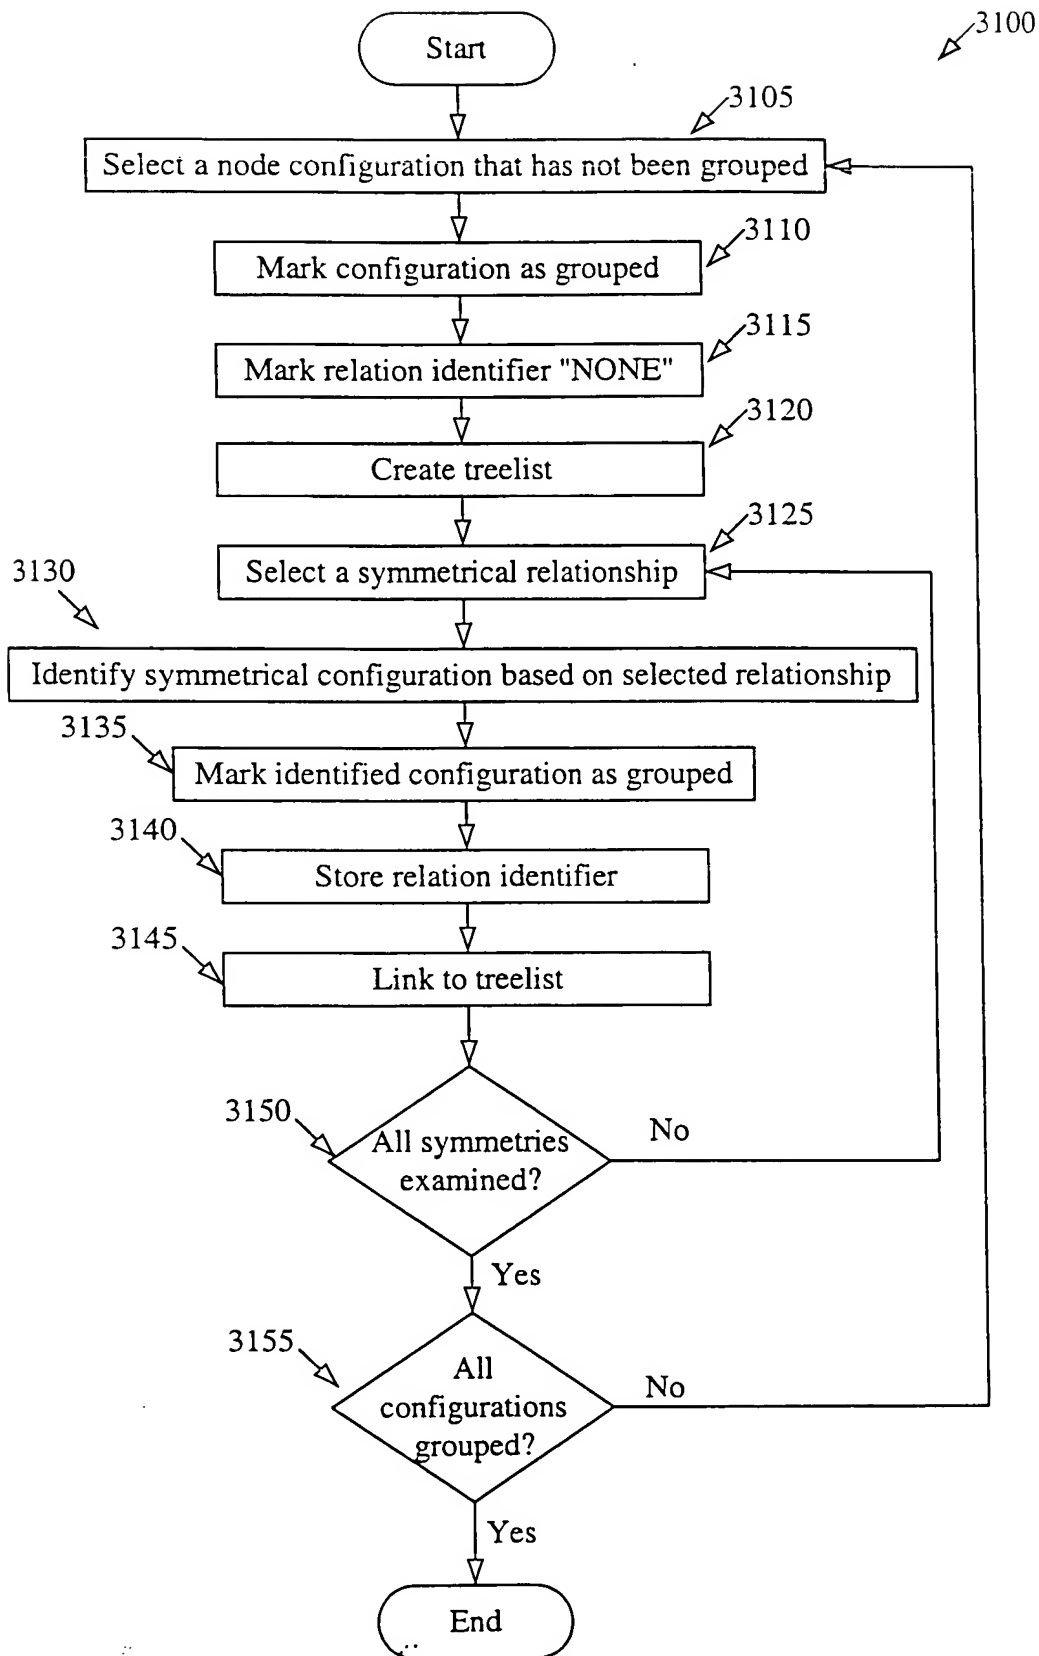 3100
Start
3105
Select a node configuration that has not been grouped
3110
Mark configuration as grouped
3115
Mark relation identifier "NONE"
3120
Create treelist
3125
Select a symmetrical relationship
3130
Identify symmetrical configuration based on selected relationship
3135
Mark identified configuration as grouped
3140
Store relation identifier
3145
Link to treelist
3150
All symmetries
examined?
No
Yes
3155
All
configurations
grouped?
No
Yes
End